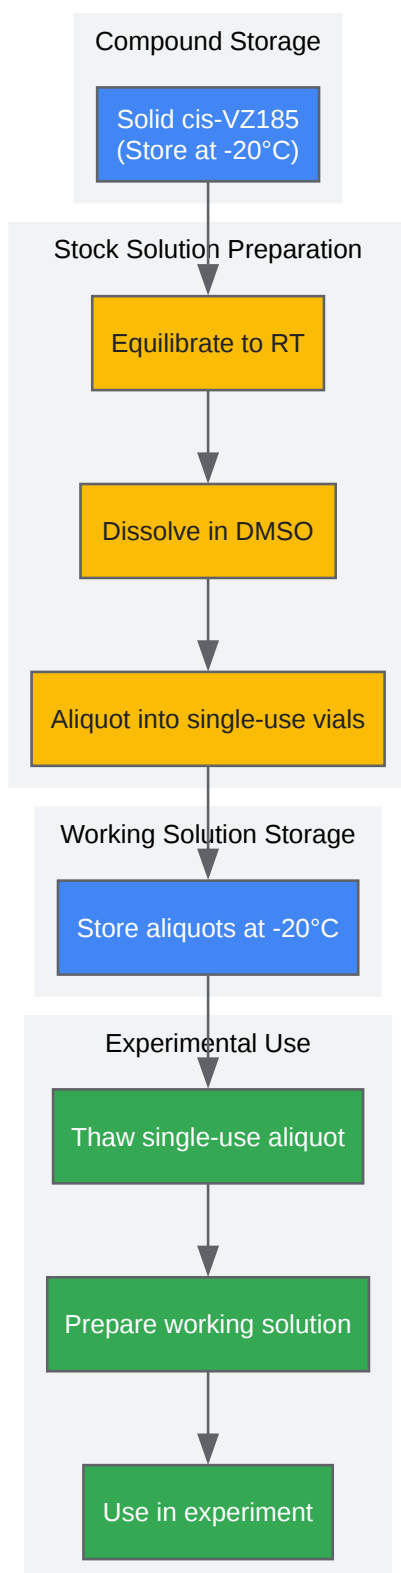 Compound Storage
Solid cis-VZ185
(Store at -20°C)
Stock Solution Preparation
Equilibrate to RT
Dissolve in DMSO
Aliquot into single-use vials
Working Solution Storage
Store aliquots at -20°C
Experimental Use
Thaw single-use aliquot
Prepare working solution
Use in experiment